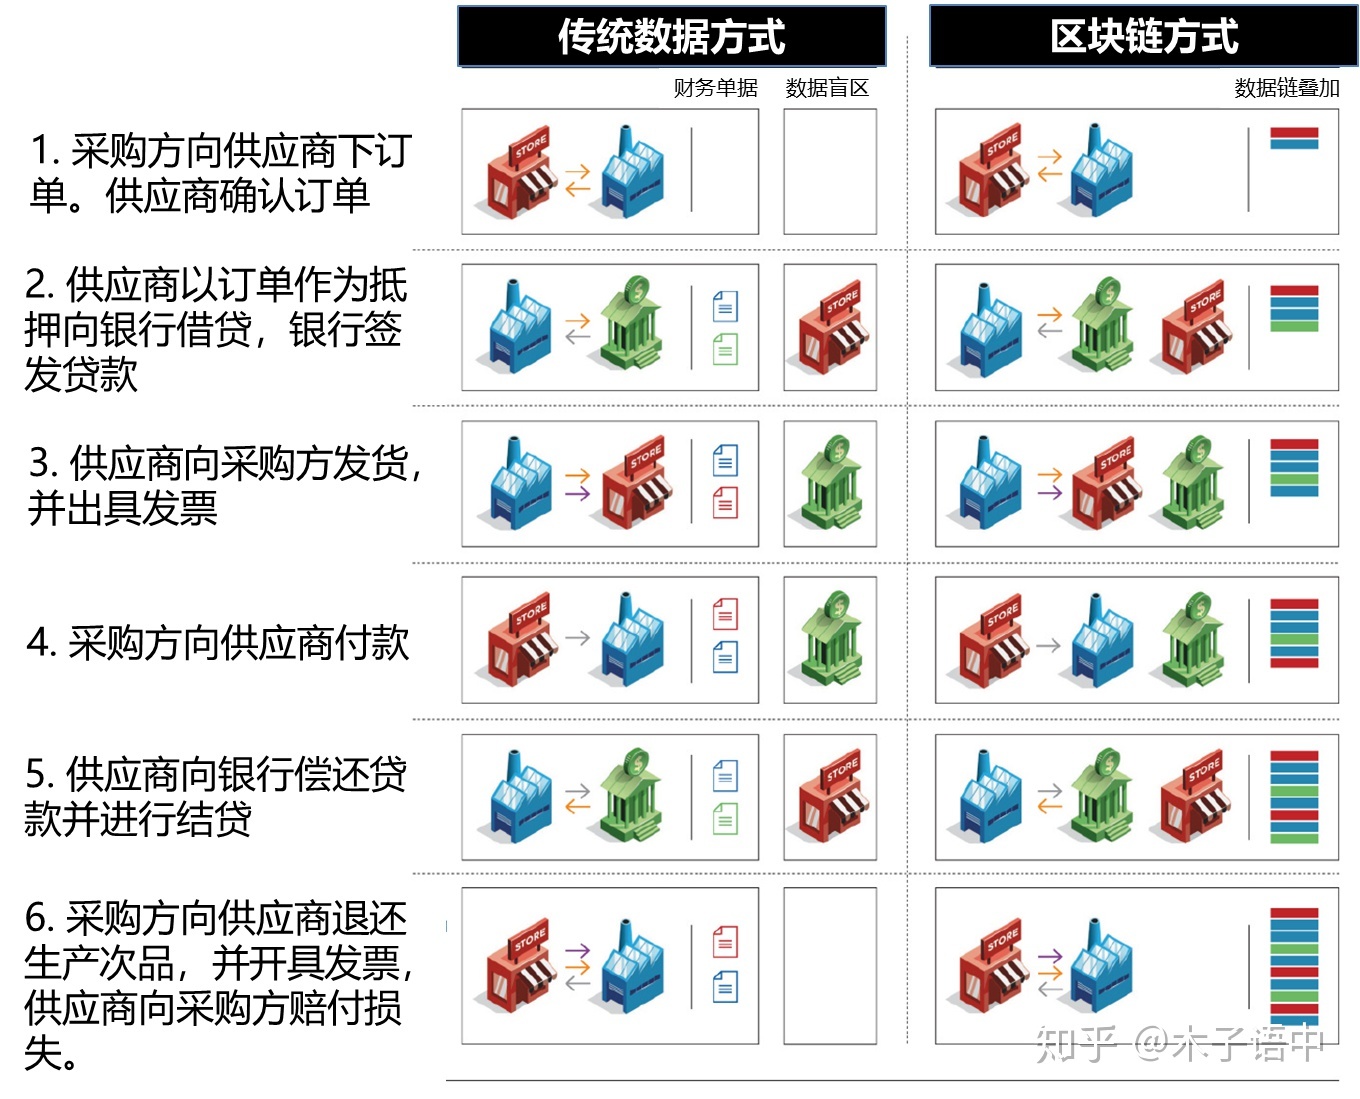 传统数据方式
区块链方式
财务单据
数据盲区
数据链叠加
1. 采购方向供应商下订
单。供应商确认订单
STORE
STORE
2. 供应商以订单作为抵
押向银行借贷，银行签
发贷款
$
STORE
$
STORE
3. 供应商向采购方发货，
并出具发票
STORE
$
STORE
$
4. 采购方向供应商付款
STORE
$
STORE
$
5. 供应商向银行偿还贷
款并进行结贷
$
STORE
$
STORE
6. 采购方向供应商退还
生产次品，并开具发票，
供应商向采购方赔付损
失。
STORE
STORE
知乎 @木子语中